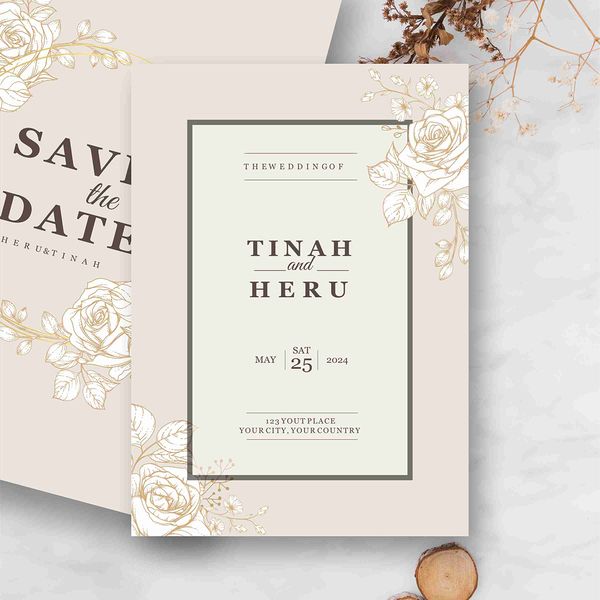 SAVE
the
DATE
HERU&TINAH
THEWEDDINGOF
TINAH
and
HERU
MAY
SAT
25
2024
123 YOUT PLACE
YOUR CITY, YOUR COUNTRY